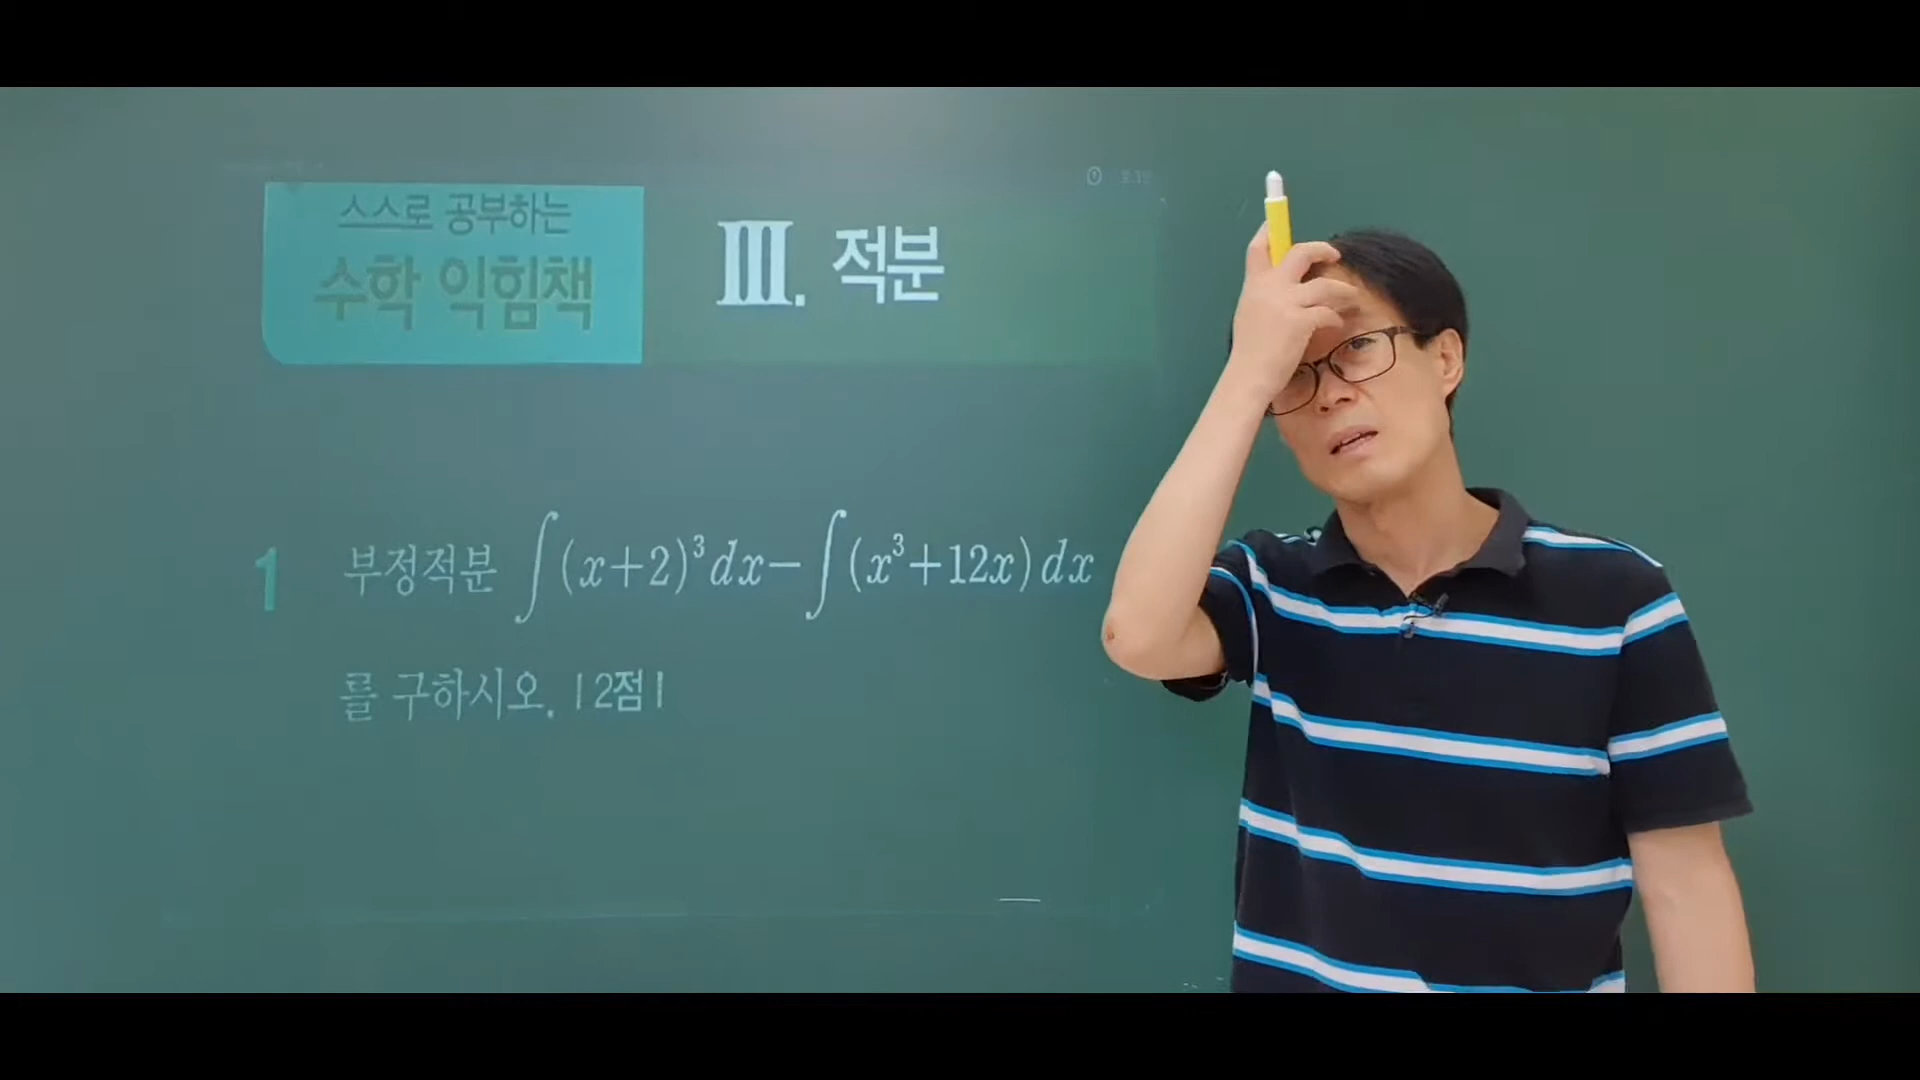 스스로 공부하는
수학 익힘책
III. 적분
1 부정적분 ∫(x+2)³dx−∫(x³+12x)dx
를 구하시오. |2점|